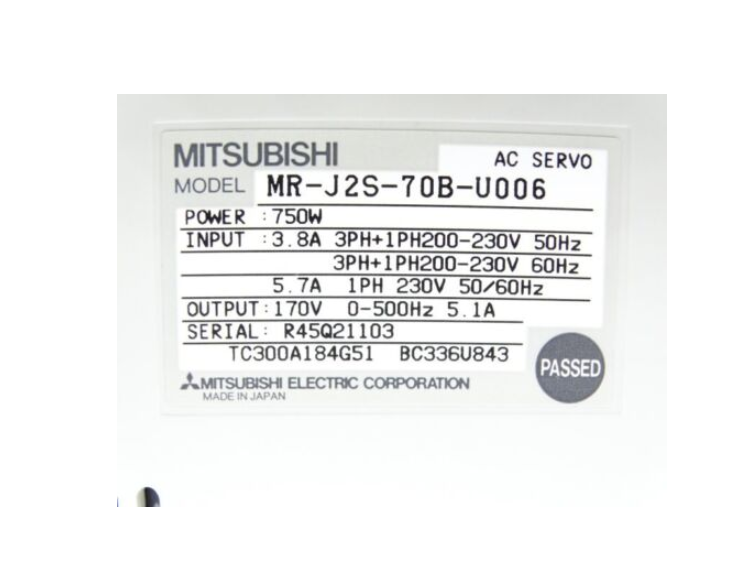 MITSUBISHI AC SERVO
MODEL MR-J2S-70B-U006
POWER :750W
INPUT :3.8A 3PH+1PH200-230V 50Hz
3PH+1PH200-230V 60Hz
5.7A 1PH 230V 50/60Hz
OUTPUT:170V 0-500Hz 5.1A
SERIAL: R45Q21103
TC300A184G51 BC336U843
PASSED
MITSUBISHI ELECTRIC CORPORATION
MADE IN JAPAN